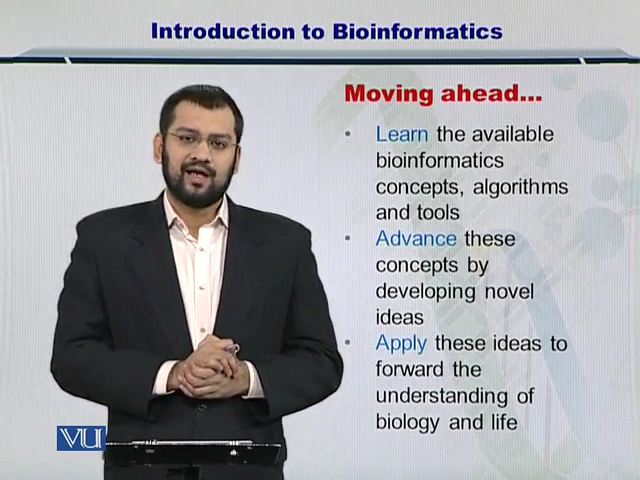 Introduction to Bioinformatics
Moving ahead...
• Learn the available
bioinformatics
concepts, algorithms
and tools
• Advance these
concepts by
developing novel
ideas
• Apply these ideas to
forward the
understanding of
biology and life
VU